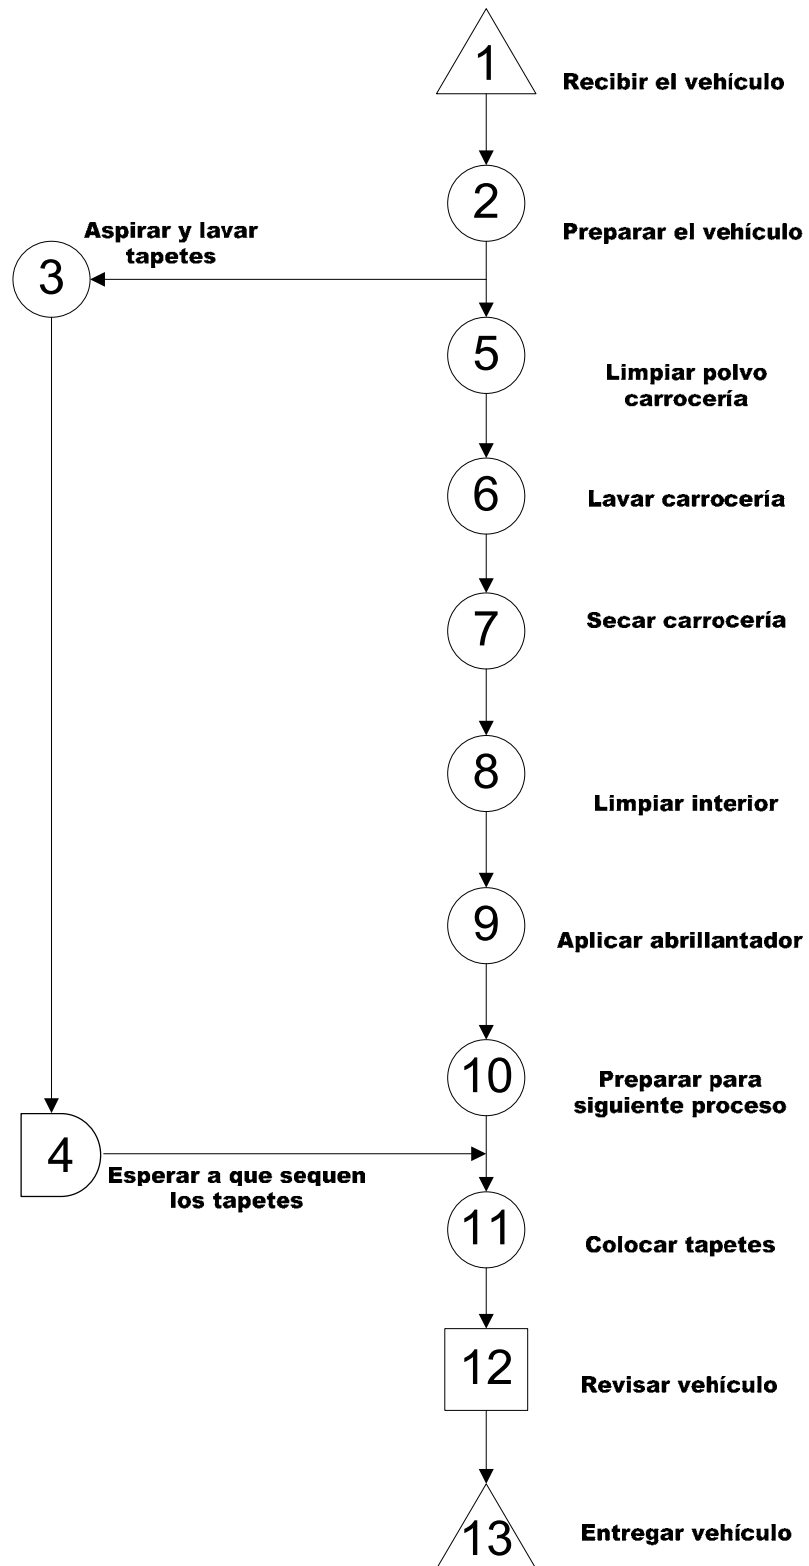 1
Recibir el vehículo
2
Preparar el vehículo
Aspirar y lavar
tapetes
3
5
Limpiar polvo
carrocería
6
Lavar carrocería
7
Secar carrocería
8
Limpiar interior
9
Aplicar abrillantador
10
Preparar para
siguiente proceso
4
Esperar a que sequen
los tapetes
11
Colocar tapetes
12
Revisar vehículo
13
Entregar vehículo